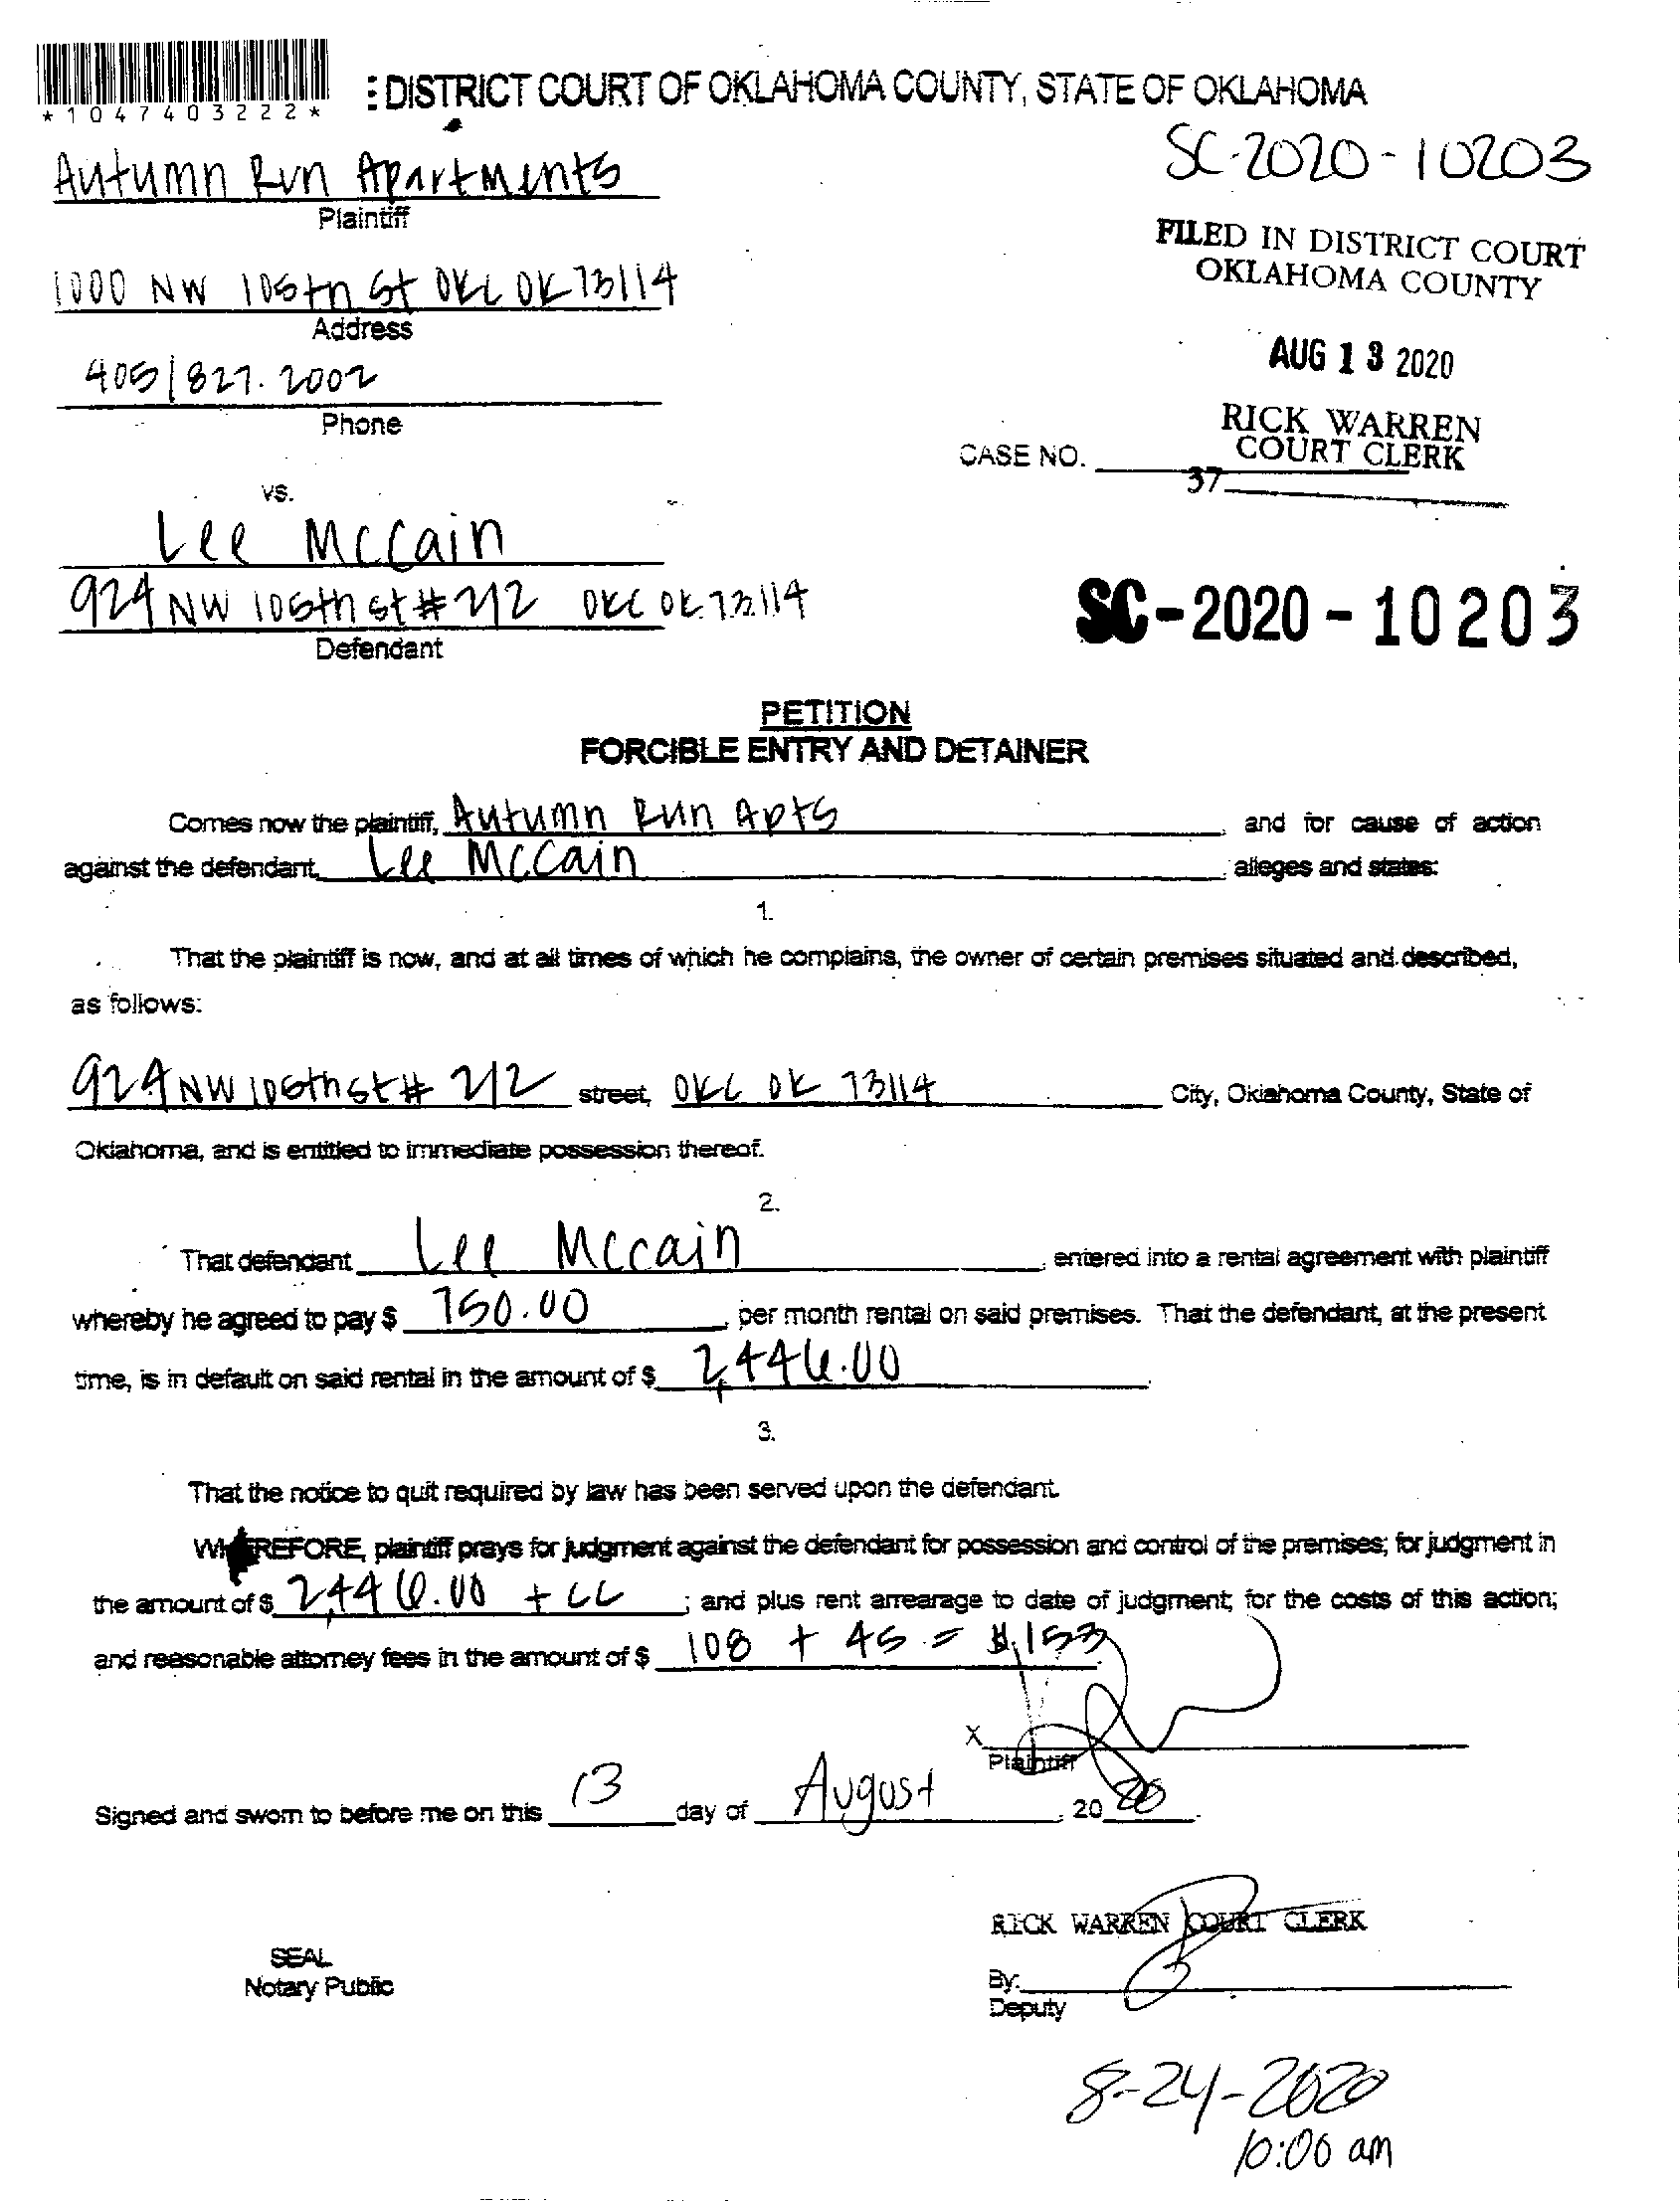 *1047403222*
: DISTRICT COURT OF OKLAHOMA COUNTY, STATE OF OKLAHOMA
SC-2020-10203
Autumn Run Apartments
Plaintiff
FILED IN DISTRICT COURT
OKLAHOMA COUNTY
1000 NW 105th St OKC OK 73114
Address
AUG 13 2020
405/827.2002
Phone
RICK WARREN
COURT CLERK
CASE NO.
37
vs.
Lee McCain
924 NW 105th st # 212 OKC OK 73114
Defendant
SC-2020-10203
PETITION
FORCIBLE ENTRY AND DETAINER
Comes now the plaintiff, Autumn Run Apts, and for cause of action
against the defendant, Lee McCain alleges and states:
1.
That the plaintiff is now, and at all times of which he complains, the owner of certain premises situated and described,
as follows:
924 NW 105th st # 212 street, OKC OK 73114 City, Oklahoma County, State of
Oklahoma, and is entitled to immediate possession thereof.
2.
That defendant Lee Mccain, entered into a rental agreement with plaintiff
whereby he agreed to pay $ 750.00, per month rental on said premises. That the defendant, at the present
time, is in default on said rental in the amount of $ 2,446.00.
3.
That the notice to quit required by law has been served upon the defendant.
WHEREFORE, plaintiff prays for judgment against the defendant for possession and control of the premises; for judgment in
the amount of $ 2,446.00 + CC ; and plus rent arrearage to date of judgment; for the costs of this action;
and reasonable attorney fees in the amount of $ 108 + 45 = $153
X
Plaintiff
Signed and sworn to before me on this 13 day of August, 2020.
RICK WARREN COURT CLERK
SEAL
Notary Public
By:
Deputy
8-24-2020
10:00 am